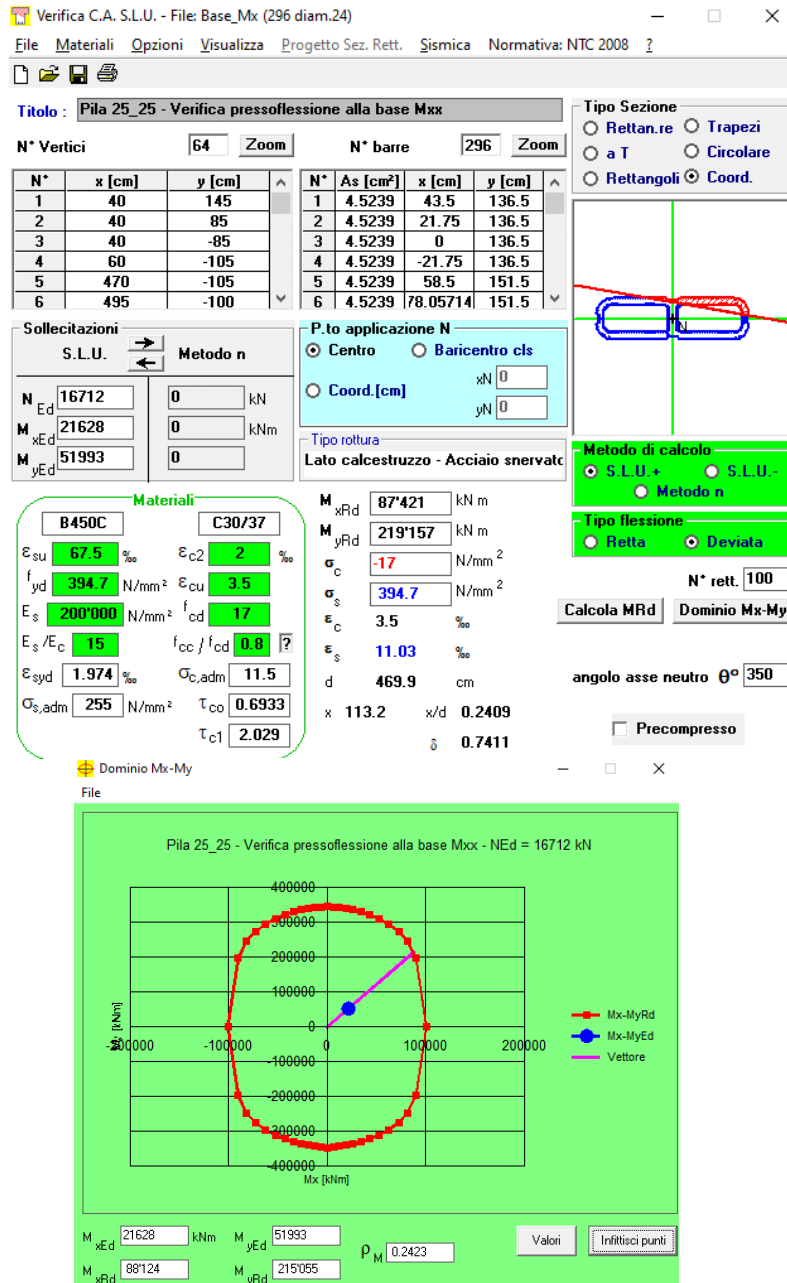 Verifica C.A. S.L.U. - File: Base_Mx (296 diam.24)
File Materiali Opzioni Visualizza Progetto Sez. Rett. Sismica Normativa: NTC 2008 ?
Titolo : Pila 25_25 - Verifica pressoflessione alla base Mxx
N° Vertici 64 Zoom N° barre 296 Zoom
N° x [cm] y [cm]
1 40 145
2 40 85
3 40 -85
4 60 -105
5 470 -105
6 495 -100
N° As [cm²] x [cm] y [cm]
1 4.5239 43.5 136.5
2 4.5239 21.75 136.5
3 4.5239 0 136.5
4 4.5239 -21.75 136.5
5 4.5239 58.5 151.5
6 4.5239 78.05714 151.5
Tipo Sezione
Rettan.re Trapezi
a T Circolare
Rettangoli Coord.
N
Sollecitazioni
S.L.U. Metodo n
N Ed 16712 0 kN
M xEd 21628 0 kNm
M yEd 51993 0
P.to applicazione N
Centro Baricentro cls
Coord.[cm] xN 0
yN 0
Tipo rottura
Lato calcestruzzo - Acciaio snervato
Metodo di calcolo
S.L.U.+ S.L.U.-
Metodo n
Tipo flessione
Retta Deviata
N° rett. 100
Calcola MRd Dominio Mx-My
angolo asse neutro θ° 350
Precompresso
Materiali
B450C C30/37
εsu 67.5 ‰ εc2 2 ‰
fyd 394.7 N/mm² εcu 3.5
Es 200'000 N/mm² fcd 17
Es/Ec 15 fcc / fcd 0.8 ?
εsyd 1.974 ‰ σc,adm 11.5
σs,adm 255 N/mm² τco 0.6933
τc1 2.029
M xRd 87'421 kN m
M yRd 219'157 kN m
σc -17 N/mm²
σs 394.7 N/mm²
εc 3.5 ‰
εs 11.03 ‰
d 469.9 cm
x 113.2 x/d 0.2409
δ 0.7411
Dominio Mx-My
File
Pila 25_25 - Verifica pressoflessione alla base Mxx - NEd = 16712 kN
400000
300000
200000
100000
0
-200000 -100000 0 100000 200000
-100000
-200000
-300000
-400000
My [kNm]
Mx [kNm]
Mx-MyRd
Mx-MyEd
Vettore
M xEd 21628 kNm M yEd 51993
ρM 0.2423
Valori Infittisci punti
M xRd 88'124 M yRd 215'055